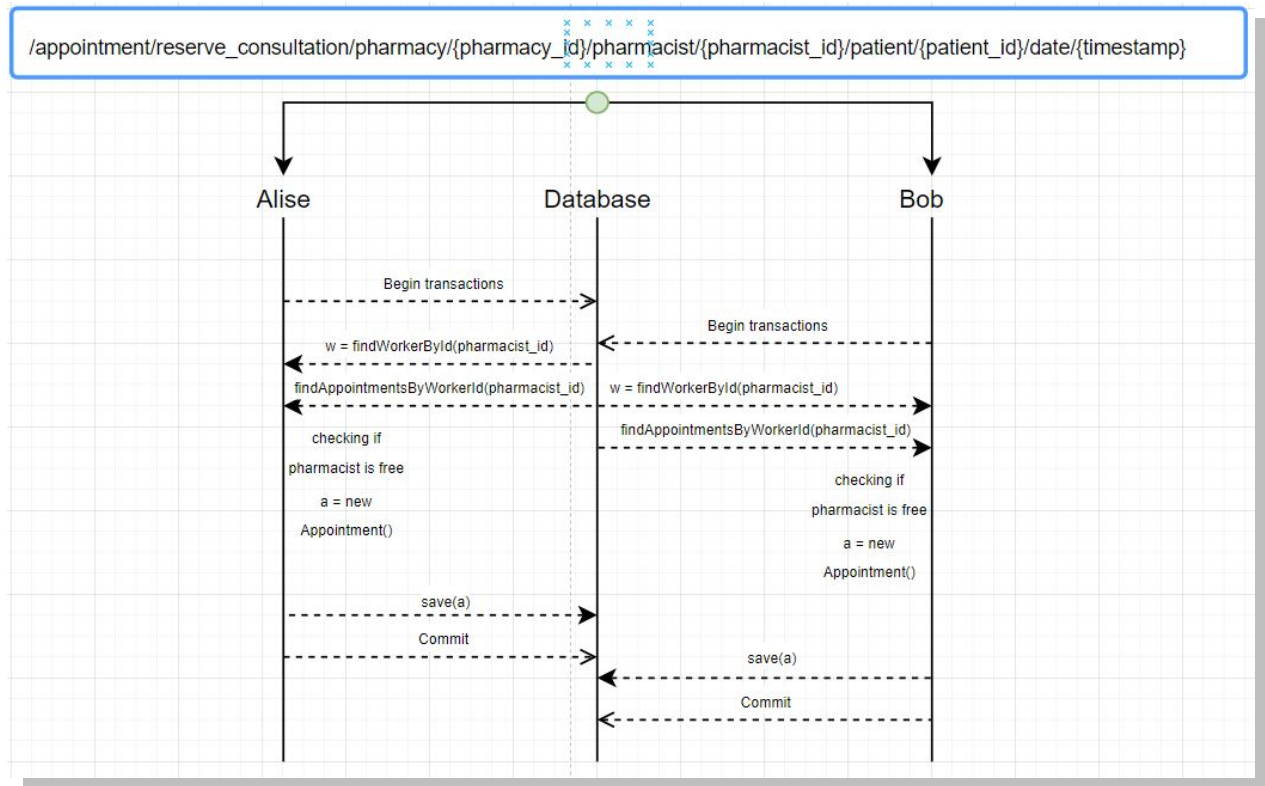 /appointment/reserve_consultation/pharmacy/{pharmacy_id}/pharmacist/{pharmacist_id}/patient/{patient_id}/date/{timestamp}
Alise
Database
Bob
Begin transactions
Begin transactions
w = findWorkerById(pharmacist_id)
findAppointmentsByWorkerId(pharmacist_id)
w = findWorkerById(pharmacist_id)
findAppointmentsByWorkerId(pharmacist_id)
checking if
pharmacist is free
a = new
Appointment()
checking if
pharmacist is free
a = new
Appointment()
save(a)
Commit
save(a)
Commit